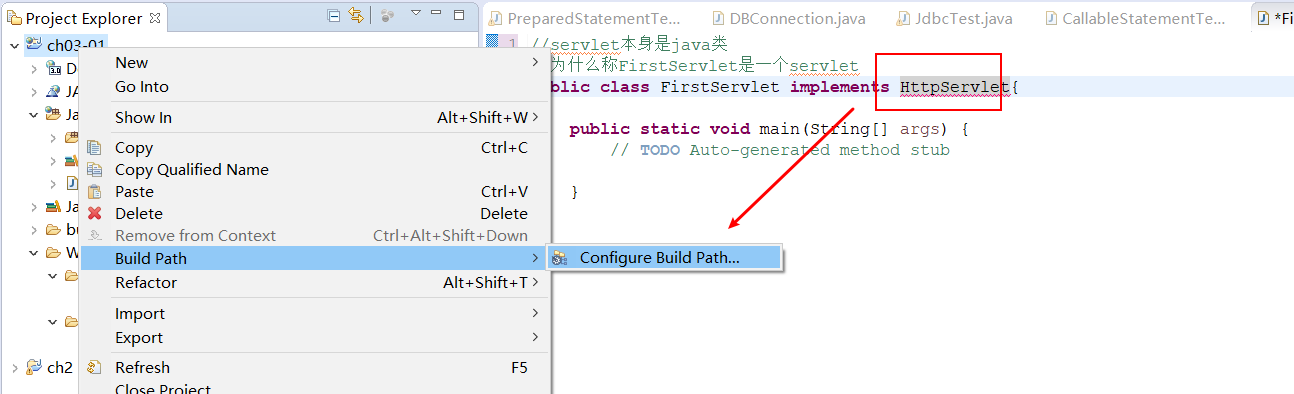 Project Explorer
PreparedStatementTe...
DBConnection.java
JdbcTest.java
CallableStatementTe...
*Fi
ch03-01
1 //servlet本身是java类
为什么称FirstServlet是一个servlet
blic class FirstServlet implements HttpServlet{
public static void main(String[] args) {
// TODO Auto-generated method stub
}
New
Go Into
Show In Alt+Shift+W
Copy Ctrl+C
Copy Qualified Name
Paste Ctrl+V
Delete Delete
Remove from Context Ctrl+Alt+Shift+Down
Build Path
Configure Build Path...
Refactor Alt+Shift+T
Import
Export
Refresh F5
Close Project
3.0
D
JA
Ja
J
Ja
bu
W
ch2